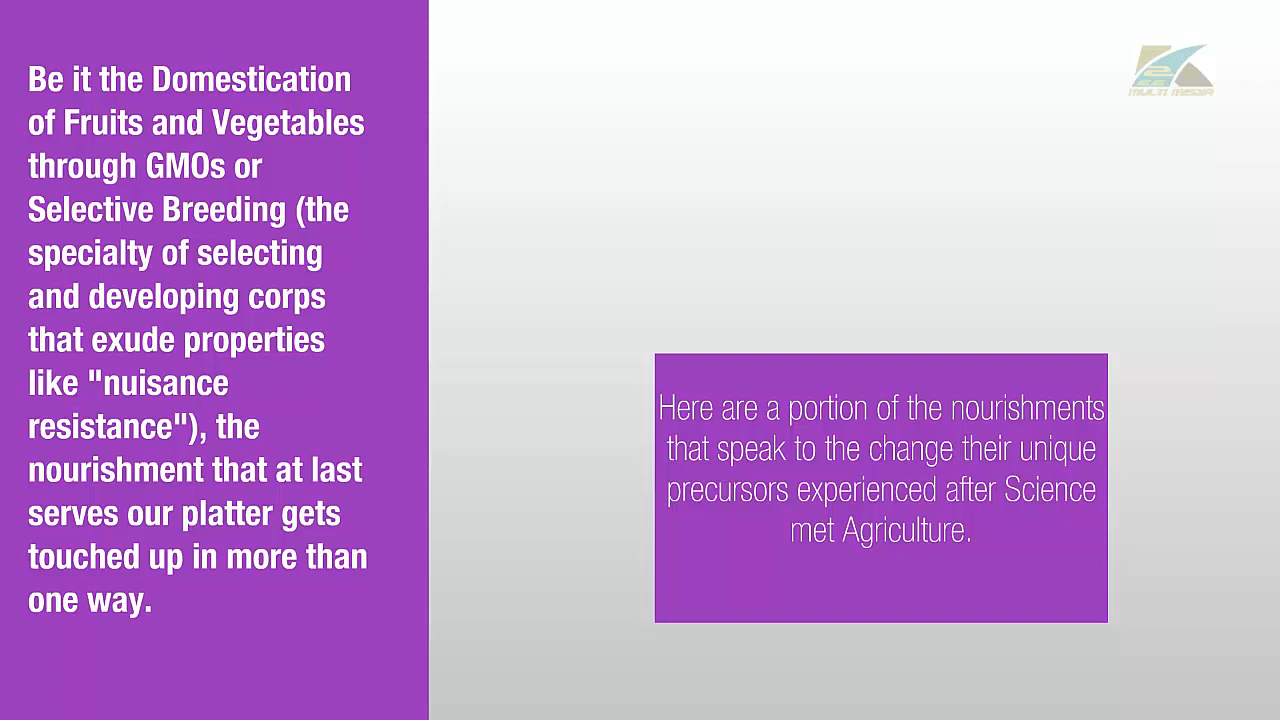 Be it the Domestication
of Fruits and Vegetables
through GMOs or
Selective Breeding (the
specialty of selecting
and developing corps
that exude properties
like "nuisance
resistance"), the
nourishment that at last
serves our platter gets
touched up in more than
one way.
Here are a portion of the nourishments
that speak to the change their unique
precursors experienced after Science
met Agriculture.
MULTI MEDIA